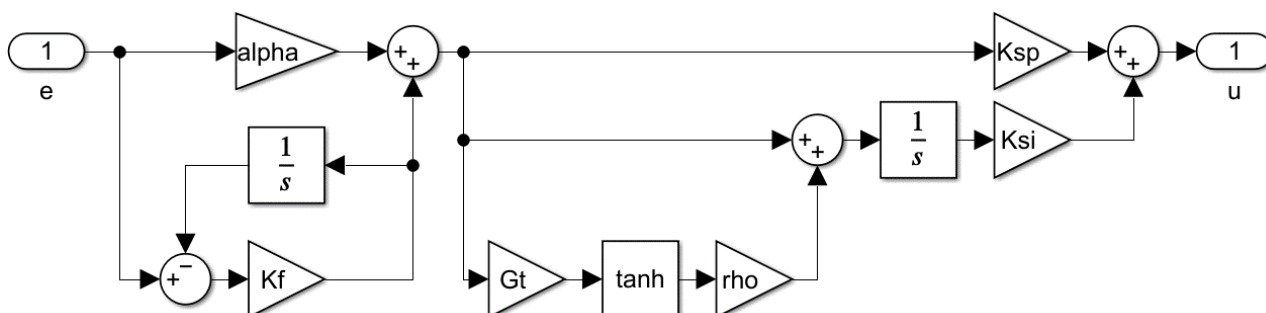 1
e
alpha
+
+
Ksp
+
+
1
u
1
s
+
+
1
s
Ksi
+
−
Kf
Gt
tanh
rho